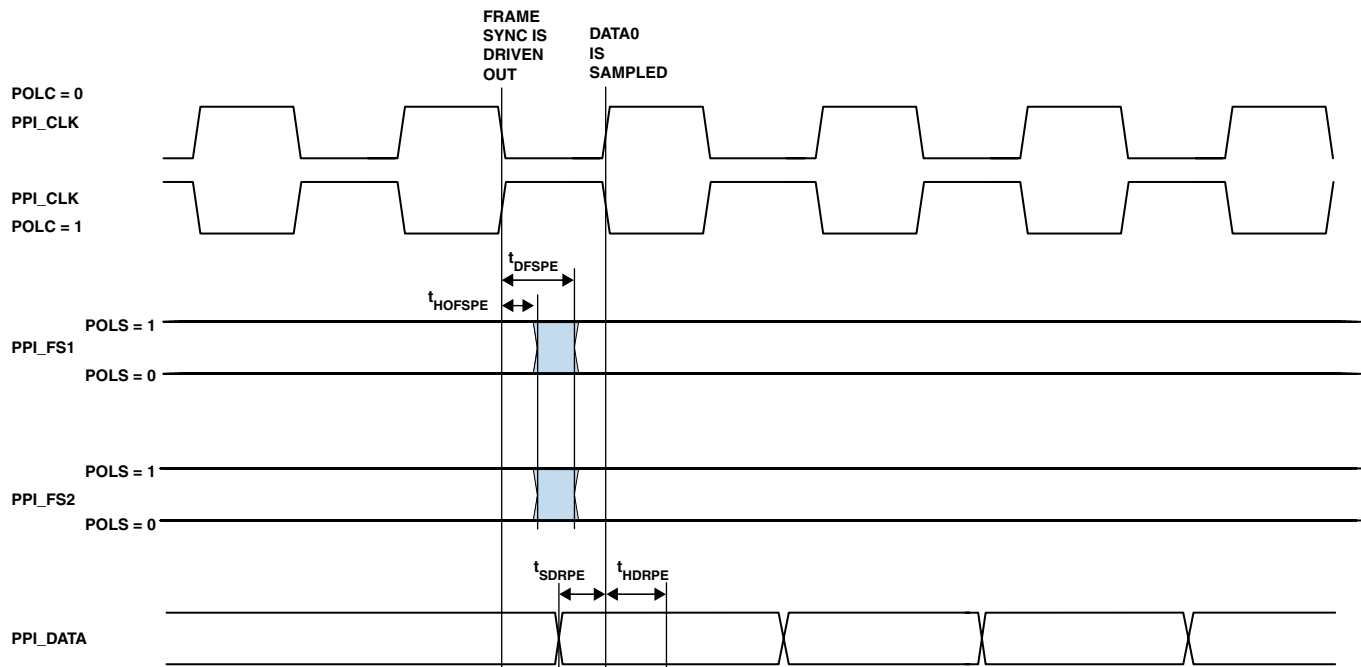 FRAME
SYNC IS
DRIVEN
OUT
DATA0
IS
SAMPLED
POLC = 0
PPI_CLK
PPI_CLK
POLC = 1
tDFSPE
tHOFSPE
POLS = 1
PPI_FS1
POLS = 0
POLS = 1
PPI_FS2
POLS = 0
tSDRPE
tHDRPE
PPI_DATA